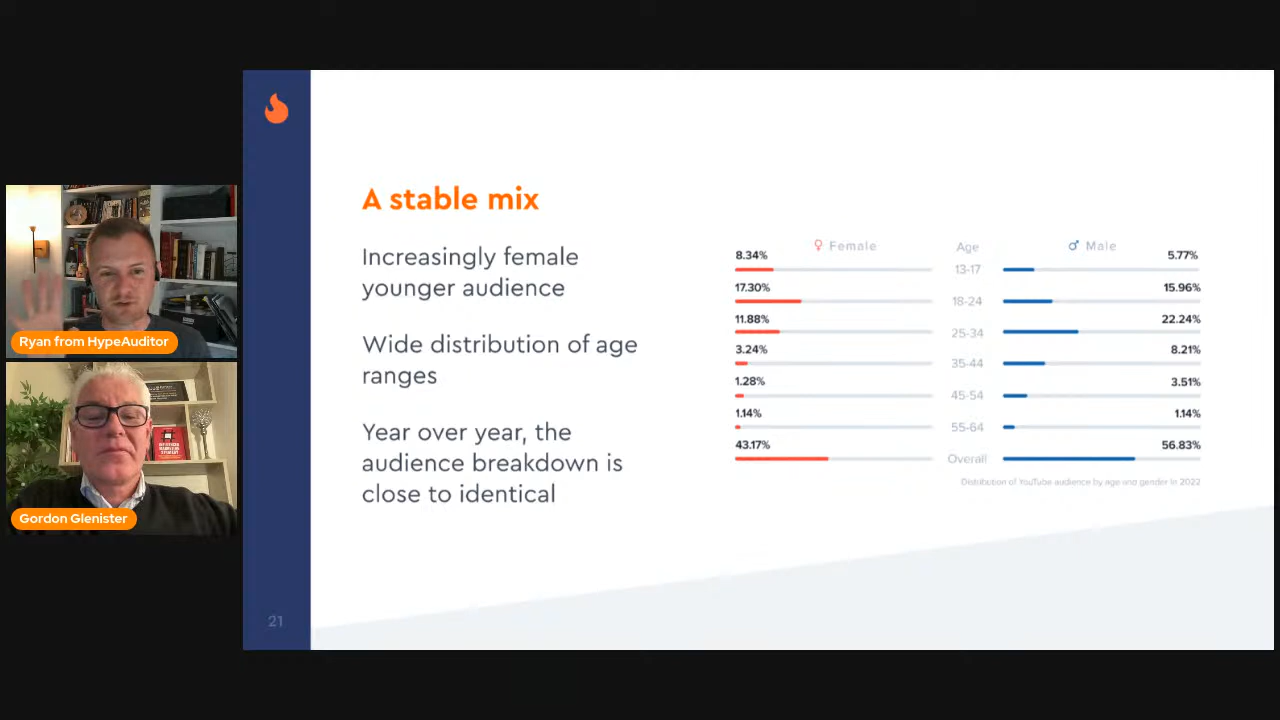 Ryan from HypeAuditor
Gordon Glenister
A stable mix
Increasingly female
younger audience
Wide distribution of age
ranges
Year over year, the
audience breakdown is
close to identical
♀ Female Age ♂ Male
8.34% 13-17 5.77%
17.30% 18-24 15.96%
11.88% 25-34 22.24%
3.24% 35-44 8.21%
1.28% 45-54 3.51%
1.14% 55-64 1.14%
43.17% Overall 56.83%
Distribution of YouTube audience by age and gender in 2022
21